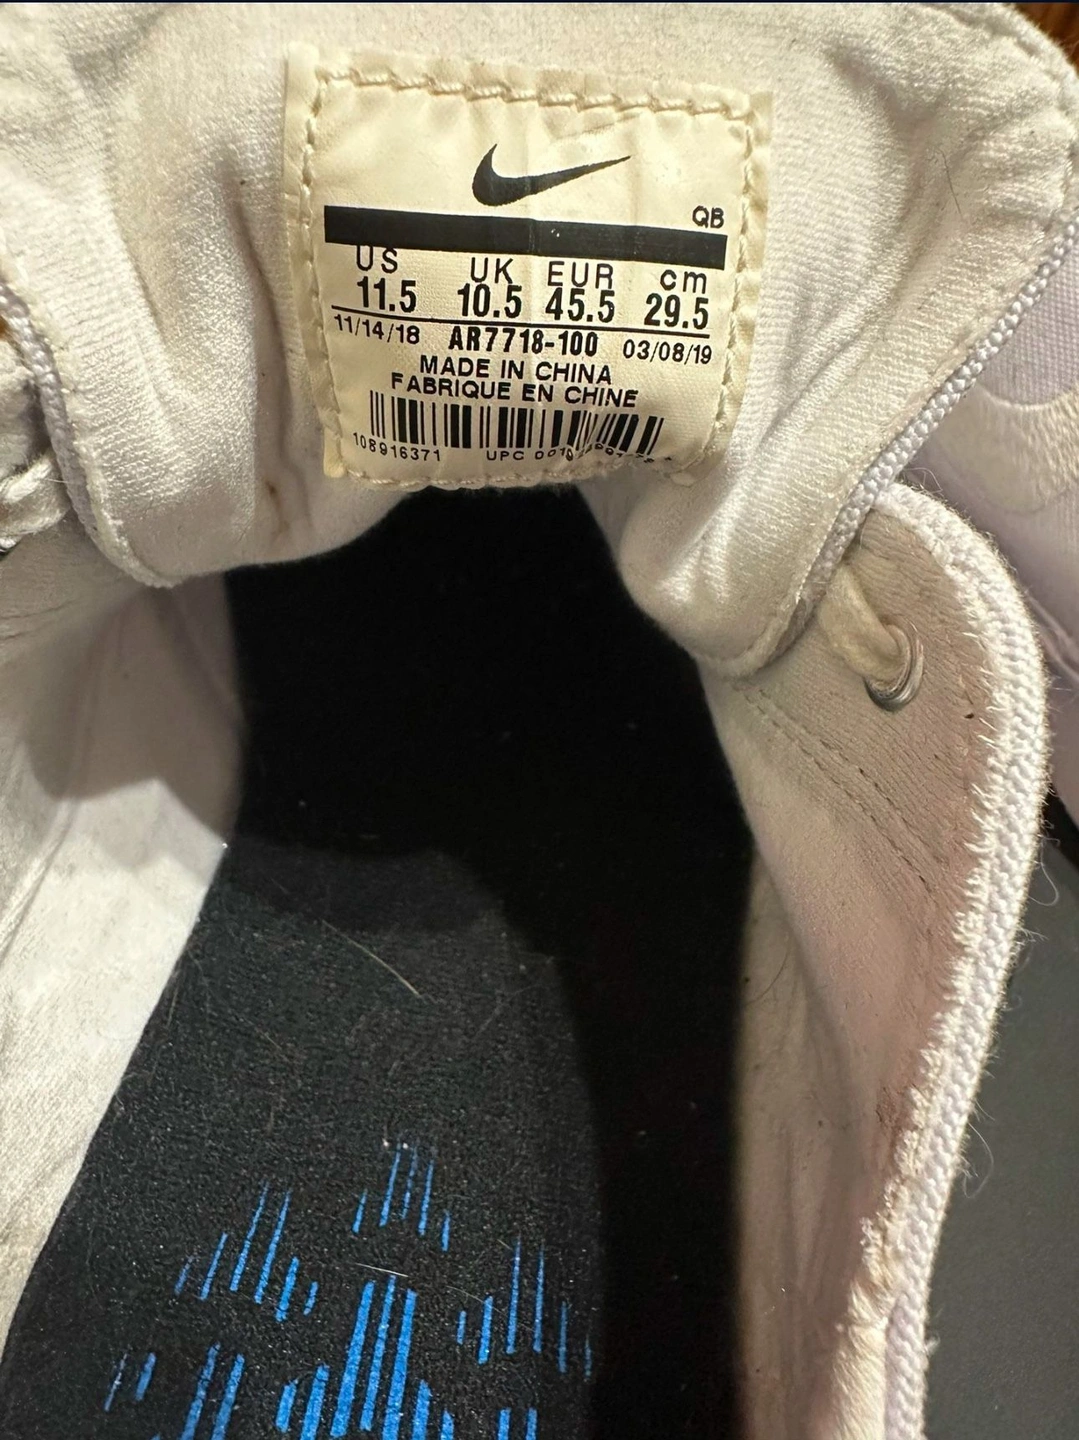 QB
US UK EUR cm
11.5 10.5 45.5 29.5
11/14/18 AR7718-100 03/08/19
MADE IN CHINA
FABRIQUE EN CHINE
108916371 UPC